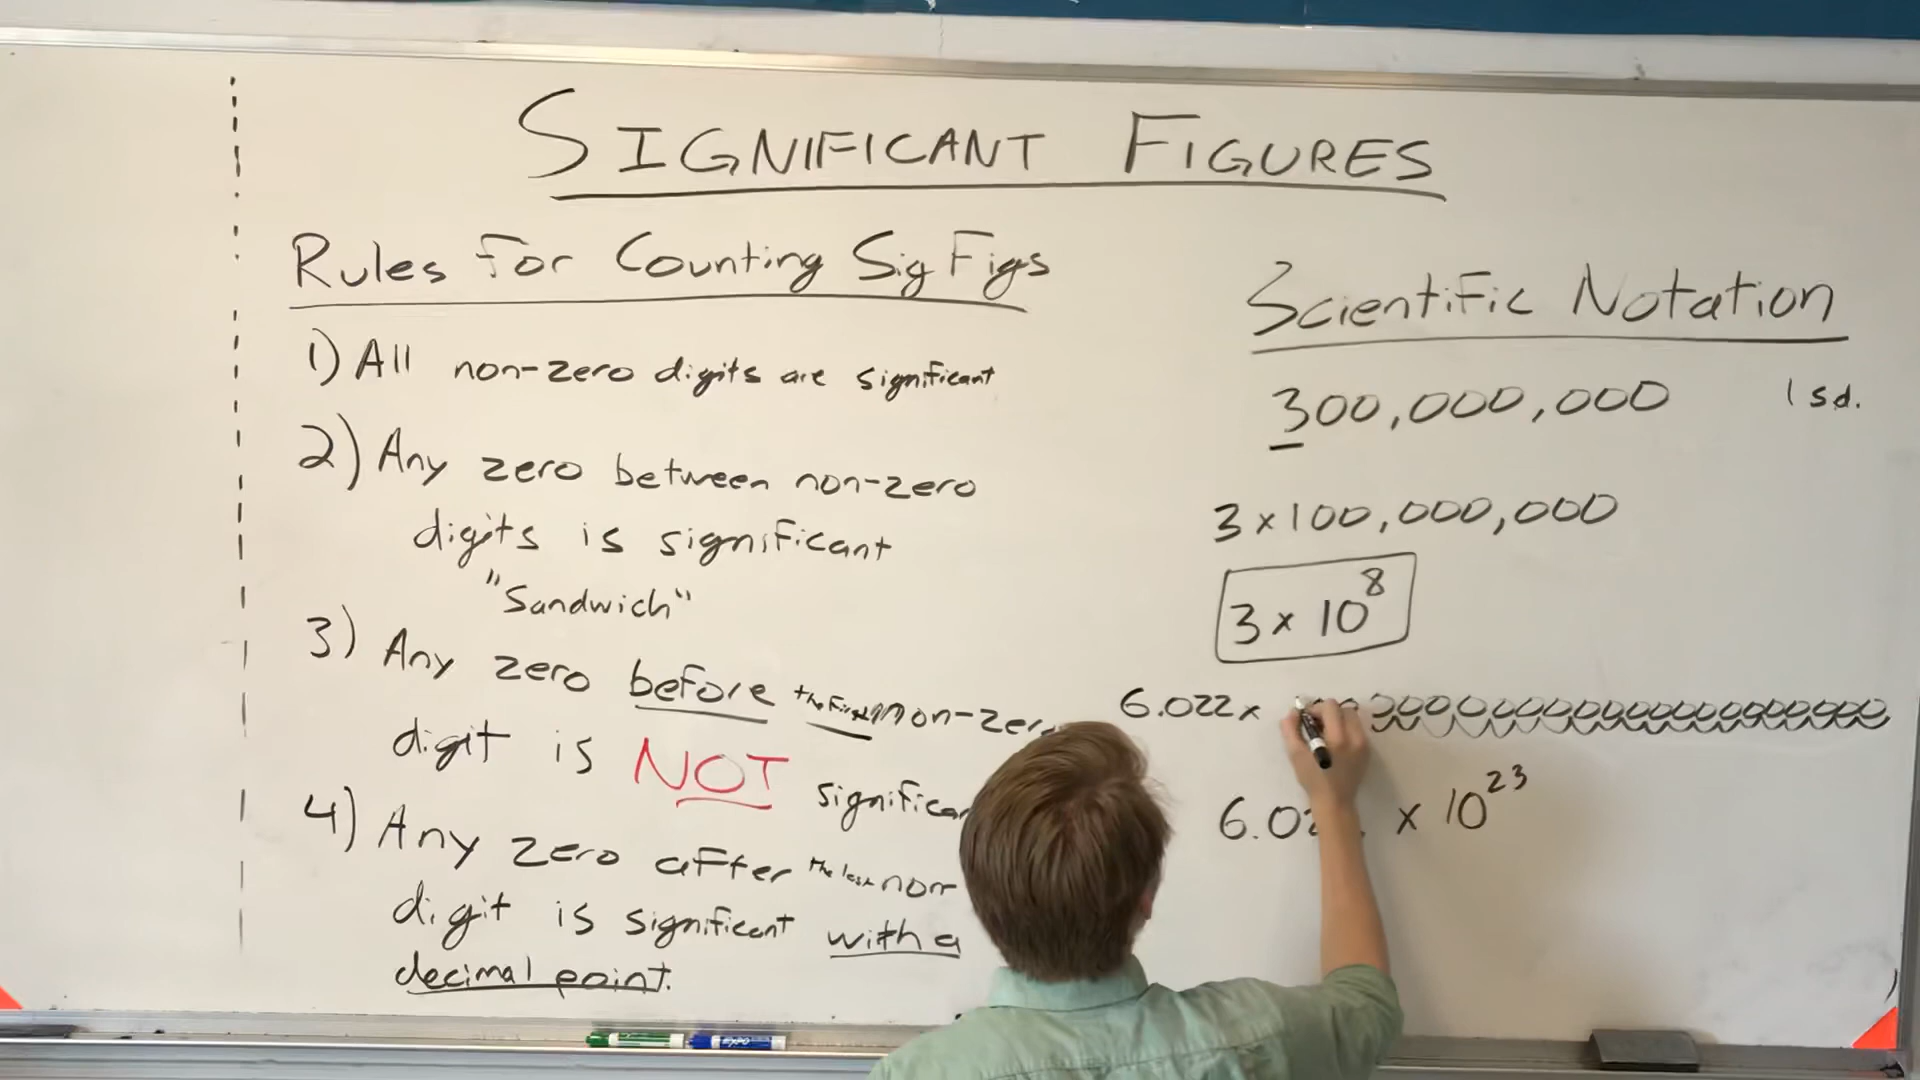 SIGNIFICANT FIGURES
Rules for Counting Sig Figs
1) All non-zero digits are significant
2) Any zero between non-zero
digits is significant
"Sandwich"
3) Any zero before the first non-zero
digit is NOT
4) Any zero after the last
digit is significant with a
decimal point.
Scientific Notation
300,000,000 1 s.d.
3 x 100,000,000
3 x 10⁸
6.022 x
x 10²³
EXPO